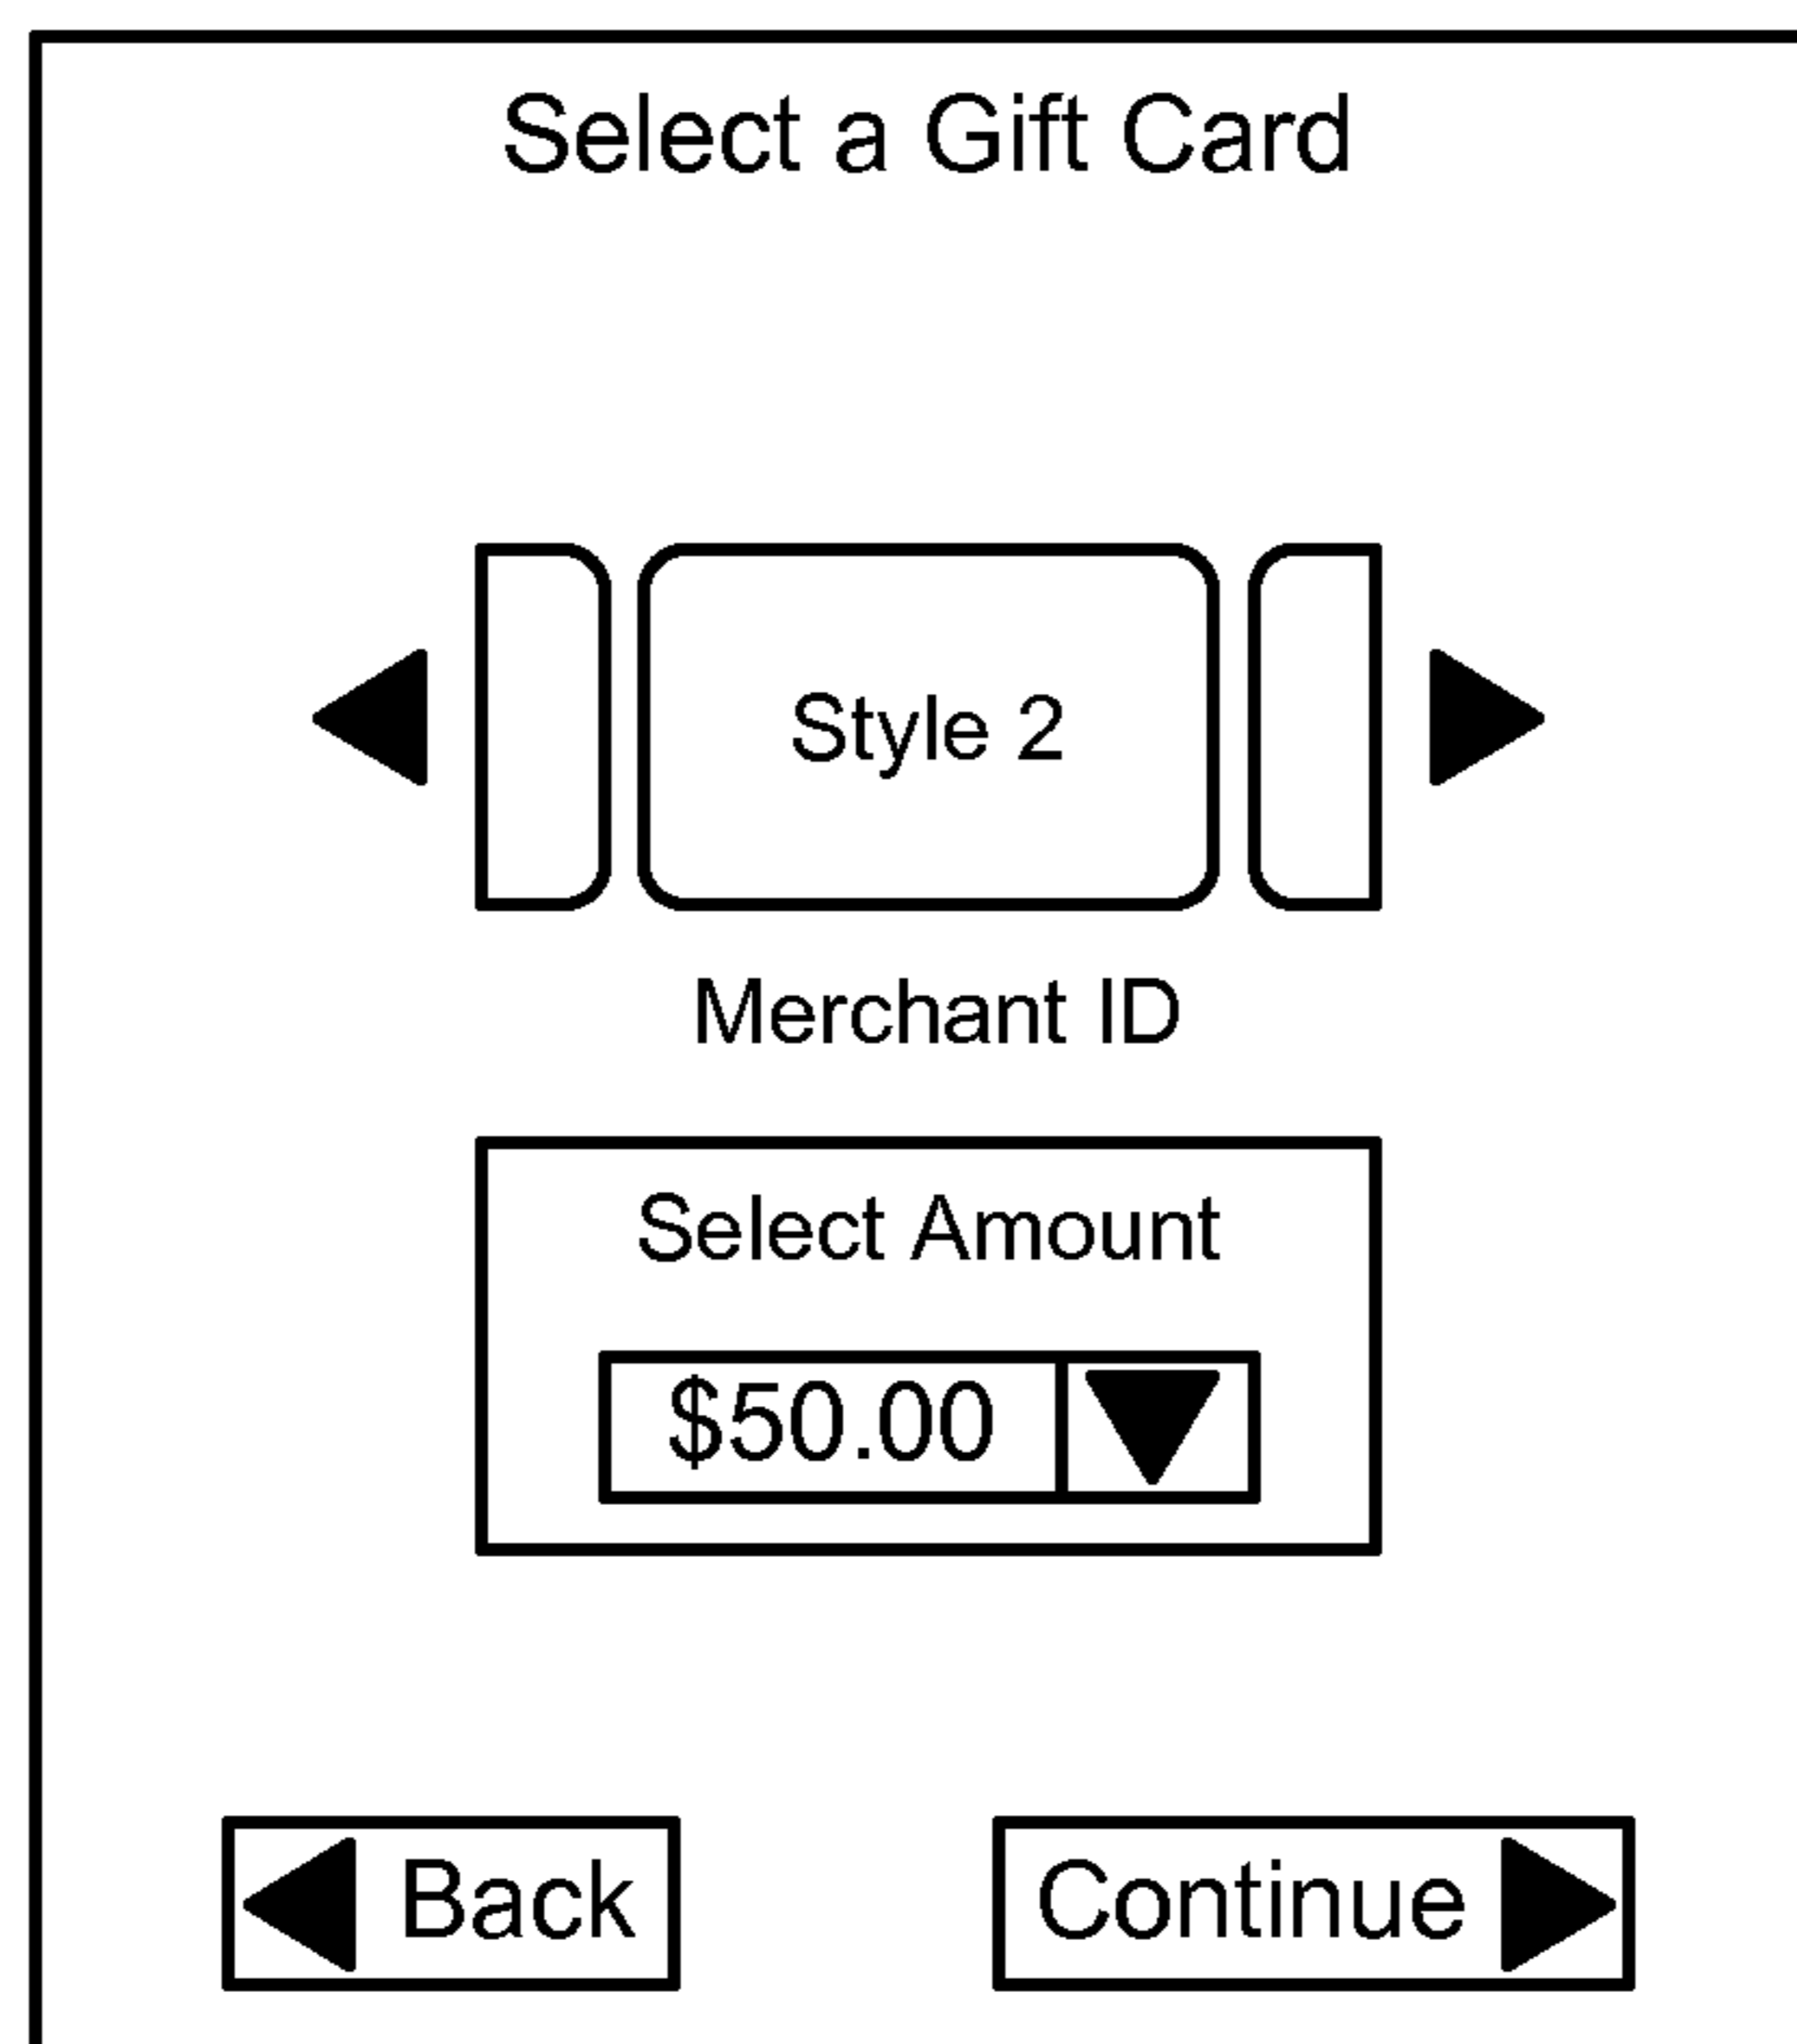 Select a Gift Card
Style 2
Merchant ID
Select Amount
$50.00
Back
Continue